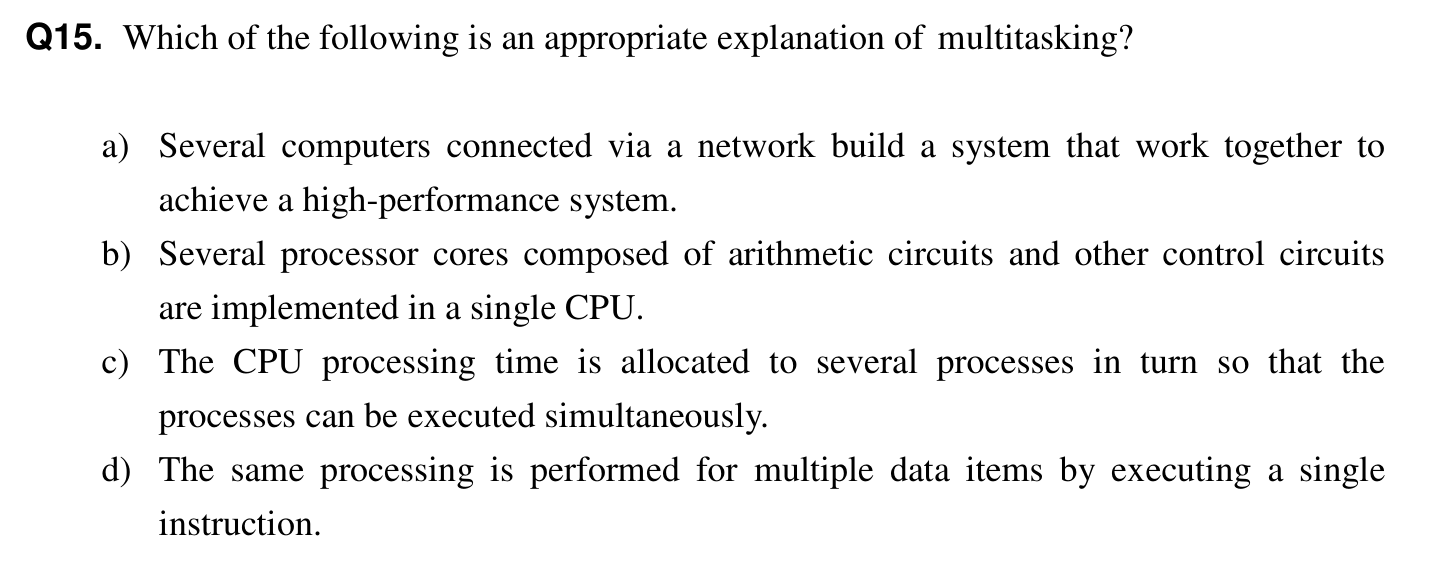 Q15. Which of the following is an appropriate explanation of multitasking?
a) Several computers connected via a network build a system that work together to
achieve a high-performance system.
b) Several processor cores composed of arithmetic circuits and other control circuits
are implemented in a single CPU.
c) The CPU processing time is allocated to several processes in turn so that the
processes can be executed simultaneously.
d) The same processing is performed for multiple data items by executing a single
instruction.